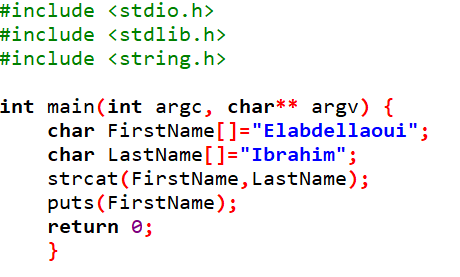 #include <stdio.h>
#include <stdlib.h>
#include <string.h>

int main(int argc, char** argv) {
    char FirstName[]="Elabdellaoui";
    char LastName[]="Ibrahim";
    strcat(FirstName,LastName);
    puts(FirstName);
    return 0;
    }